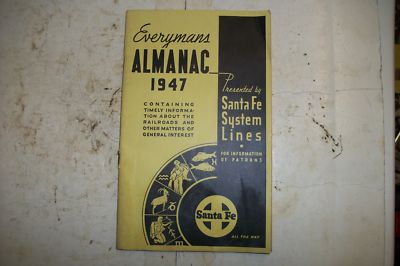 Everymans
ALMANAC
1947
CONTAINING
TIMELY INFORMA-
TION ABOUT THE
RAILROADS AND
OTHER MATTERS OF
GENERAL INTEREST
Presented by
Santa Fe
System
Lines
FOR INFORMATION
OF PATRONS
Santa Fe
ALL THE WAY